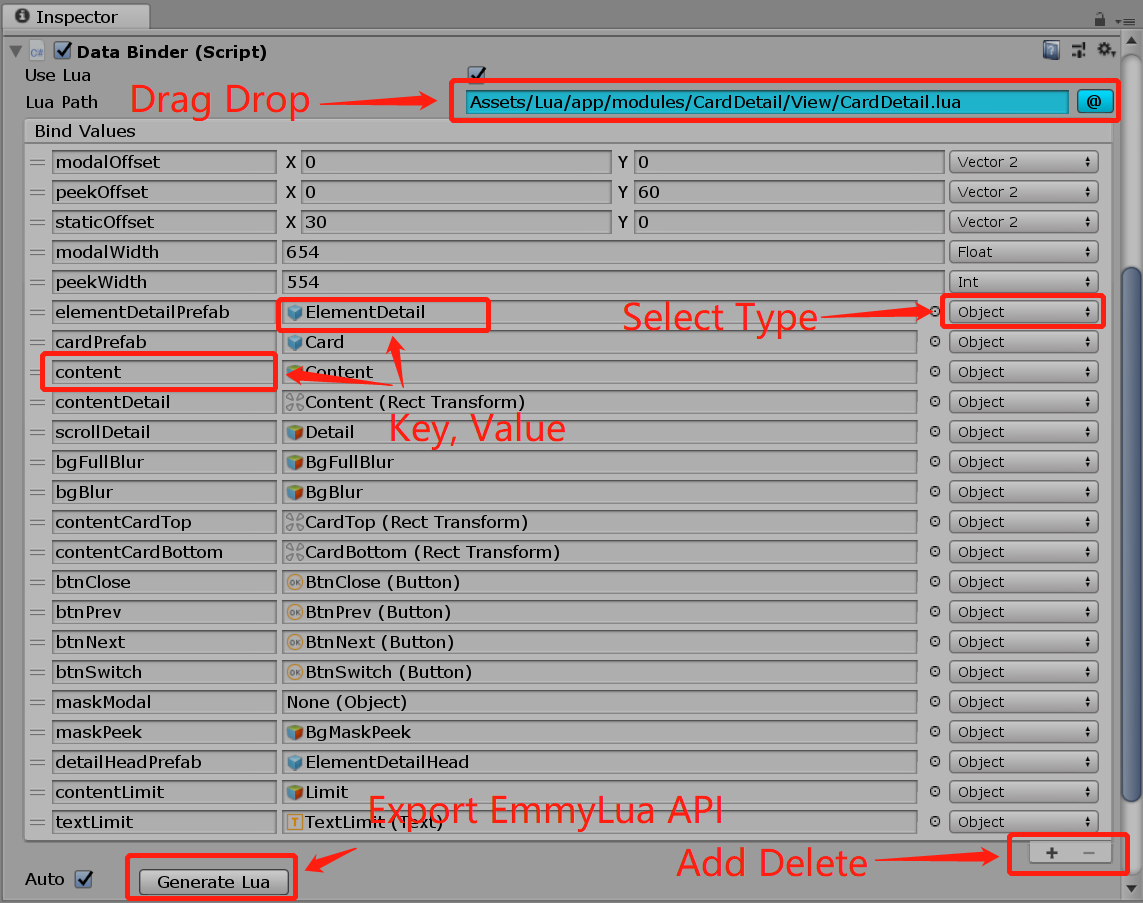 Inspector
C# Data Binder (Script)
Use Lua
Lua Path Drag Drop Assets/Lua/app/modules/CardDetail/View/CardDetail.lua @
Bind Values
modalOffset X 0 Y 0 Vector 2
peekOffset X 0 Y 60 Vector 2
staticOffset X 30 Y 0 Vector 2
modalWidth 654 Float
peekWidth 554 Int
elementDetailPrefab ElementDetail Select Type Object
cardPrefab Card Object
content Content Object
contentDetail Content (Rect Transform) Object
Key, Value
scrollDetail Detail Object
bgFullBlur BgFullBlur Object
bgBlur BgBlur Object
contentCardTop CardTop (Rect Transform) Object
contentCardBottom CardBottom (Rect Transform) Object
btnClose OK BtnClose (Button) Object
btnPrev OK BtnPrev (Button) Object
btnNext OK BtnNext (Button) Object
btnSwitch OK BtnSwitch (Button) Object
maskModal None (Object) Object
maskPeek BgMaskPeek Object
detailHeadPrefab ElementDetailHead Object
contentLimit Limit Object
Export EmmyLua API
textLimit T TextLimit (Text) Object
Add Delete + −
Auto Generate Lua